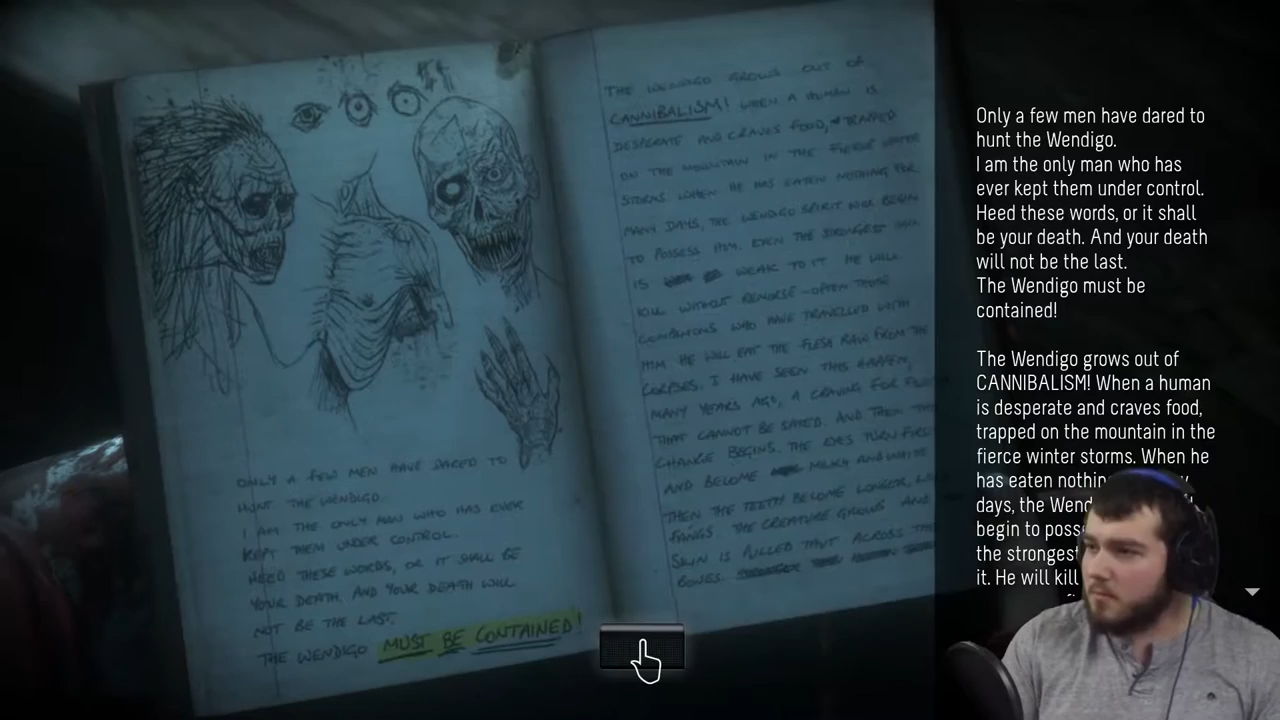 ONLY A FEW MEN HAVE DARED TO
HUNT THE WENDIGO.
I AM THE ONLY MAN WHO HAS EVER
KEPT THEM UNDER CONTROL.
HEED THESE WORDS, OR IT SHALL BE
YOUR DEATH. AND YOUR DEATH WILL
NOT BE THE LAST.
THE WENDIGO MUST BE CONTAINED!
THE WENDIGO GROWS OUT OF
CANNIBALISM! WHEN A HUMAN IS
DESPERATE AND CRAVES FOOD, TRAPPED
ON THE MOUNTAIN IN THE FIERCE WINTER
STORMS. WHEN HE HAS EATEN NOTHING FOR
MANY DAYS, THE WENDIGO SPIRIT WILL BEGIN
TO POSSESS HIM. EVEN THE STRONGEST MAN
IS WEAK TO IT. HE WILL
KILL WITHOUT REMORSE - OFTEN THOSE
COMPANIONS WHO HAVE TRAVELLED WITH
HIM. HE WILL EAT THE FLESH RAW FROM THE
CORPSES. I HAVE SEEN THIS HAPPEN,
MANY YEARS AGO, A CRAVING FOR FLESH
THAT CANNOT BE SATED. AND THEN THE
CHANGE BEGINS. THE EYES TURN FIRST
AND BECOME MILKY AND WHITE
THEN THE TEETH BECOME LONGER, LIKE
FANGS. THE CREATURE GROWS AND
SKIN IS PULLED TAUT ACROSS THE
BONES.
Only a few men have dared to
hunt the Wendigo.
I am the only man who has
ever kept them under control.
Heed these words, or it shall
be your death. And your death
will not be the last.
The Wendigo must be
contained!
The Wendigo grows out of
CANNIBALISM! When a human
is desperate and craves food,
trapped on the mountain in the
fierce winter storms. When he
has eaten
days, the
begin to
the strongest
it. He will kill